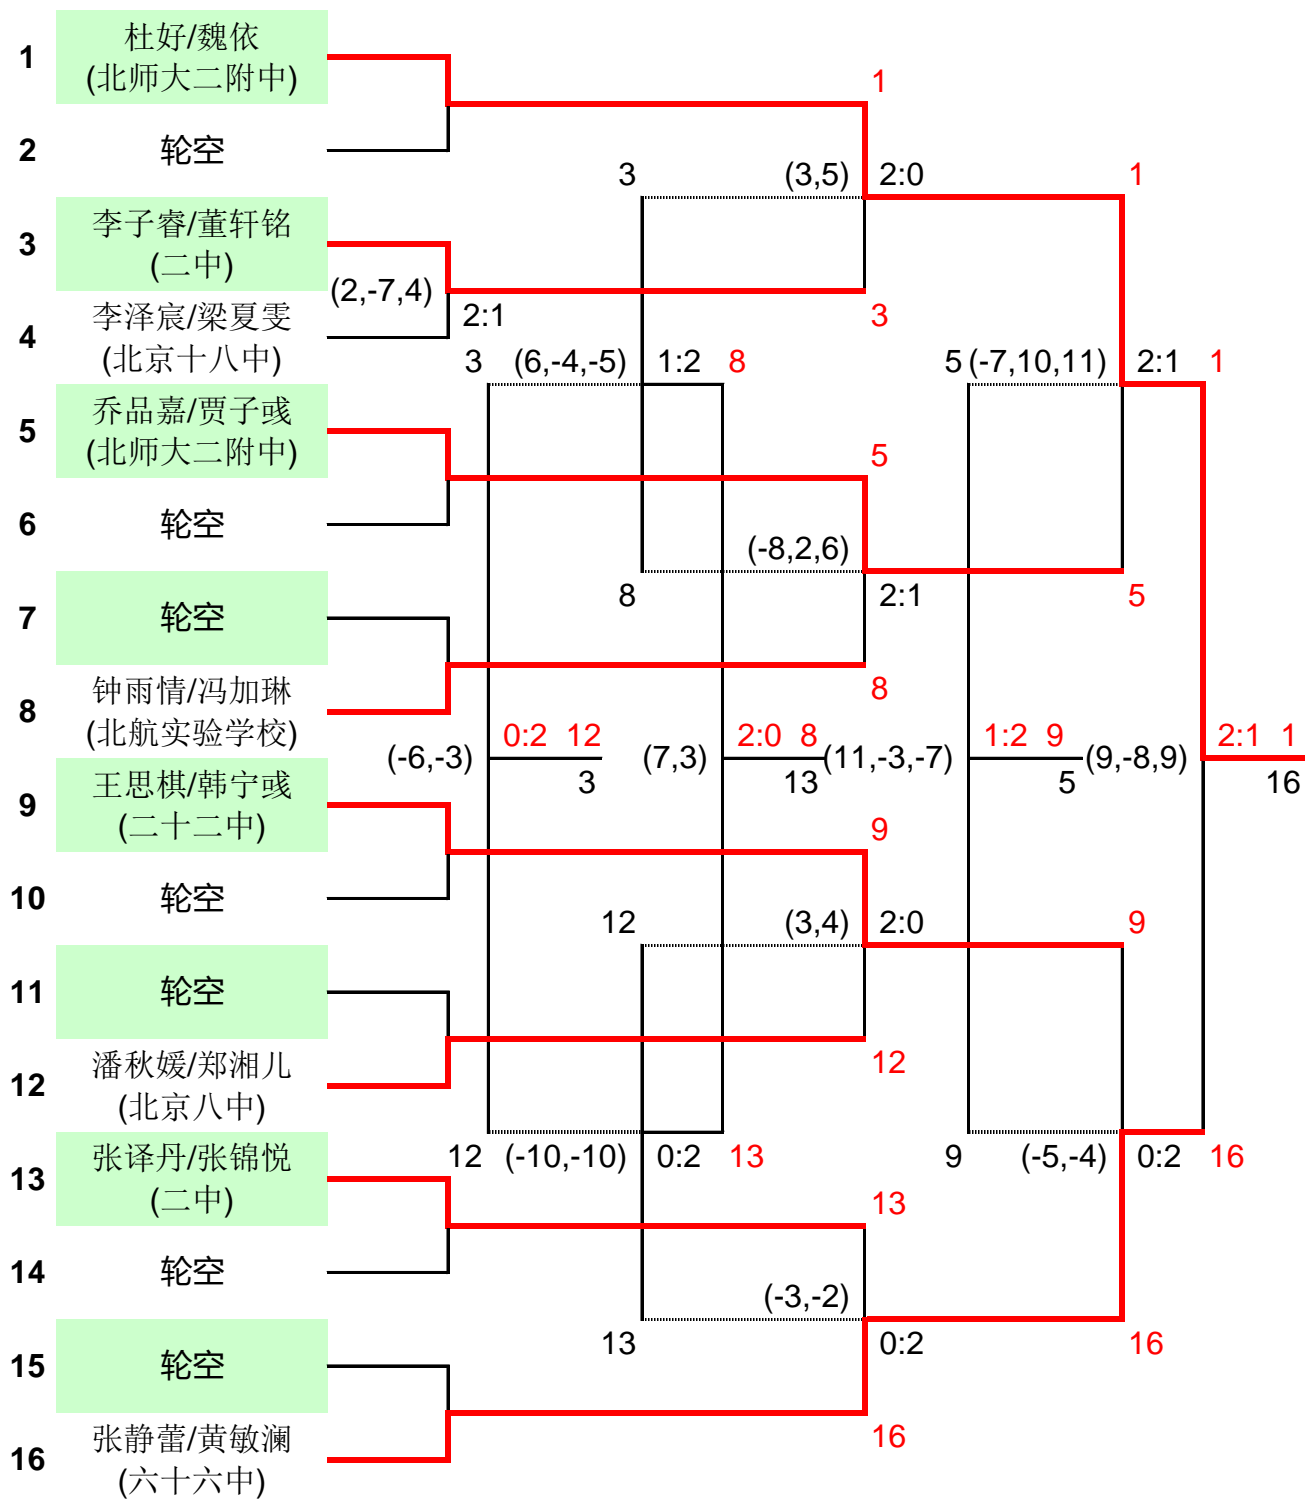 杜好/魏依
1
(北师大二附中)
1
2 轮空
3 (3,5) 2:0 1
李子睿/董轩铭
3
(二中)
(2,-7,4)
3
李泽宸/梁夏雯
2:1
4
(北京十八中)
3 (6,-4,-5) 1:2 8 5 (-7,10,11) 2:1 1
乔品嘉/贾子彧
5
(北师大二附中)
5
6 轮空
(-8,2,6)
8 2:1 5
7 轮空
钟雨情/冯加琳
8
8
(北航实验学校)
(-6,-3) 0:2 12
3
(7,3) 2:0 8
13
(11,-3,-7) 1:2 9
5
(9,-8,9) 2:1 1
16
王思棋/韩宁彧
9
(二十二中)
9
10 轮空
12 (3,4) 2:0 9
11 轮空
潘秋媛/郑湘儿
12
12
(北京八中)
12 (-10,-10) 0:2 13 9 (-5,-4) 0:2 16
张译丹/张锦悦
13
(二中)
13
14 轮空
(-3,-2)
13 0:2 16
15 轮空
张静蕾/黄敏澜
16
16
(六十六中)